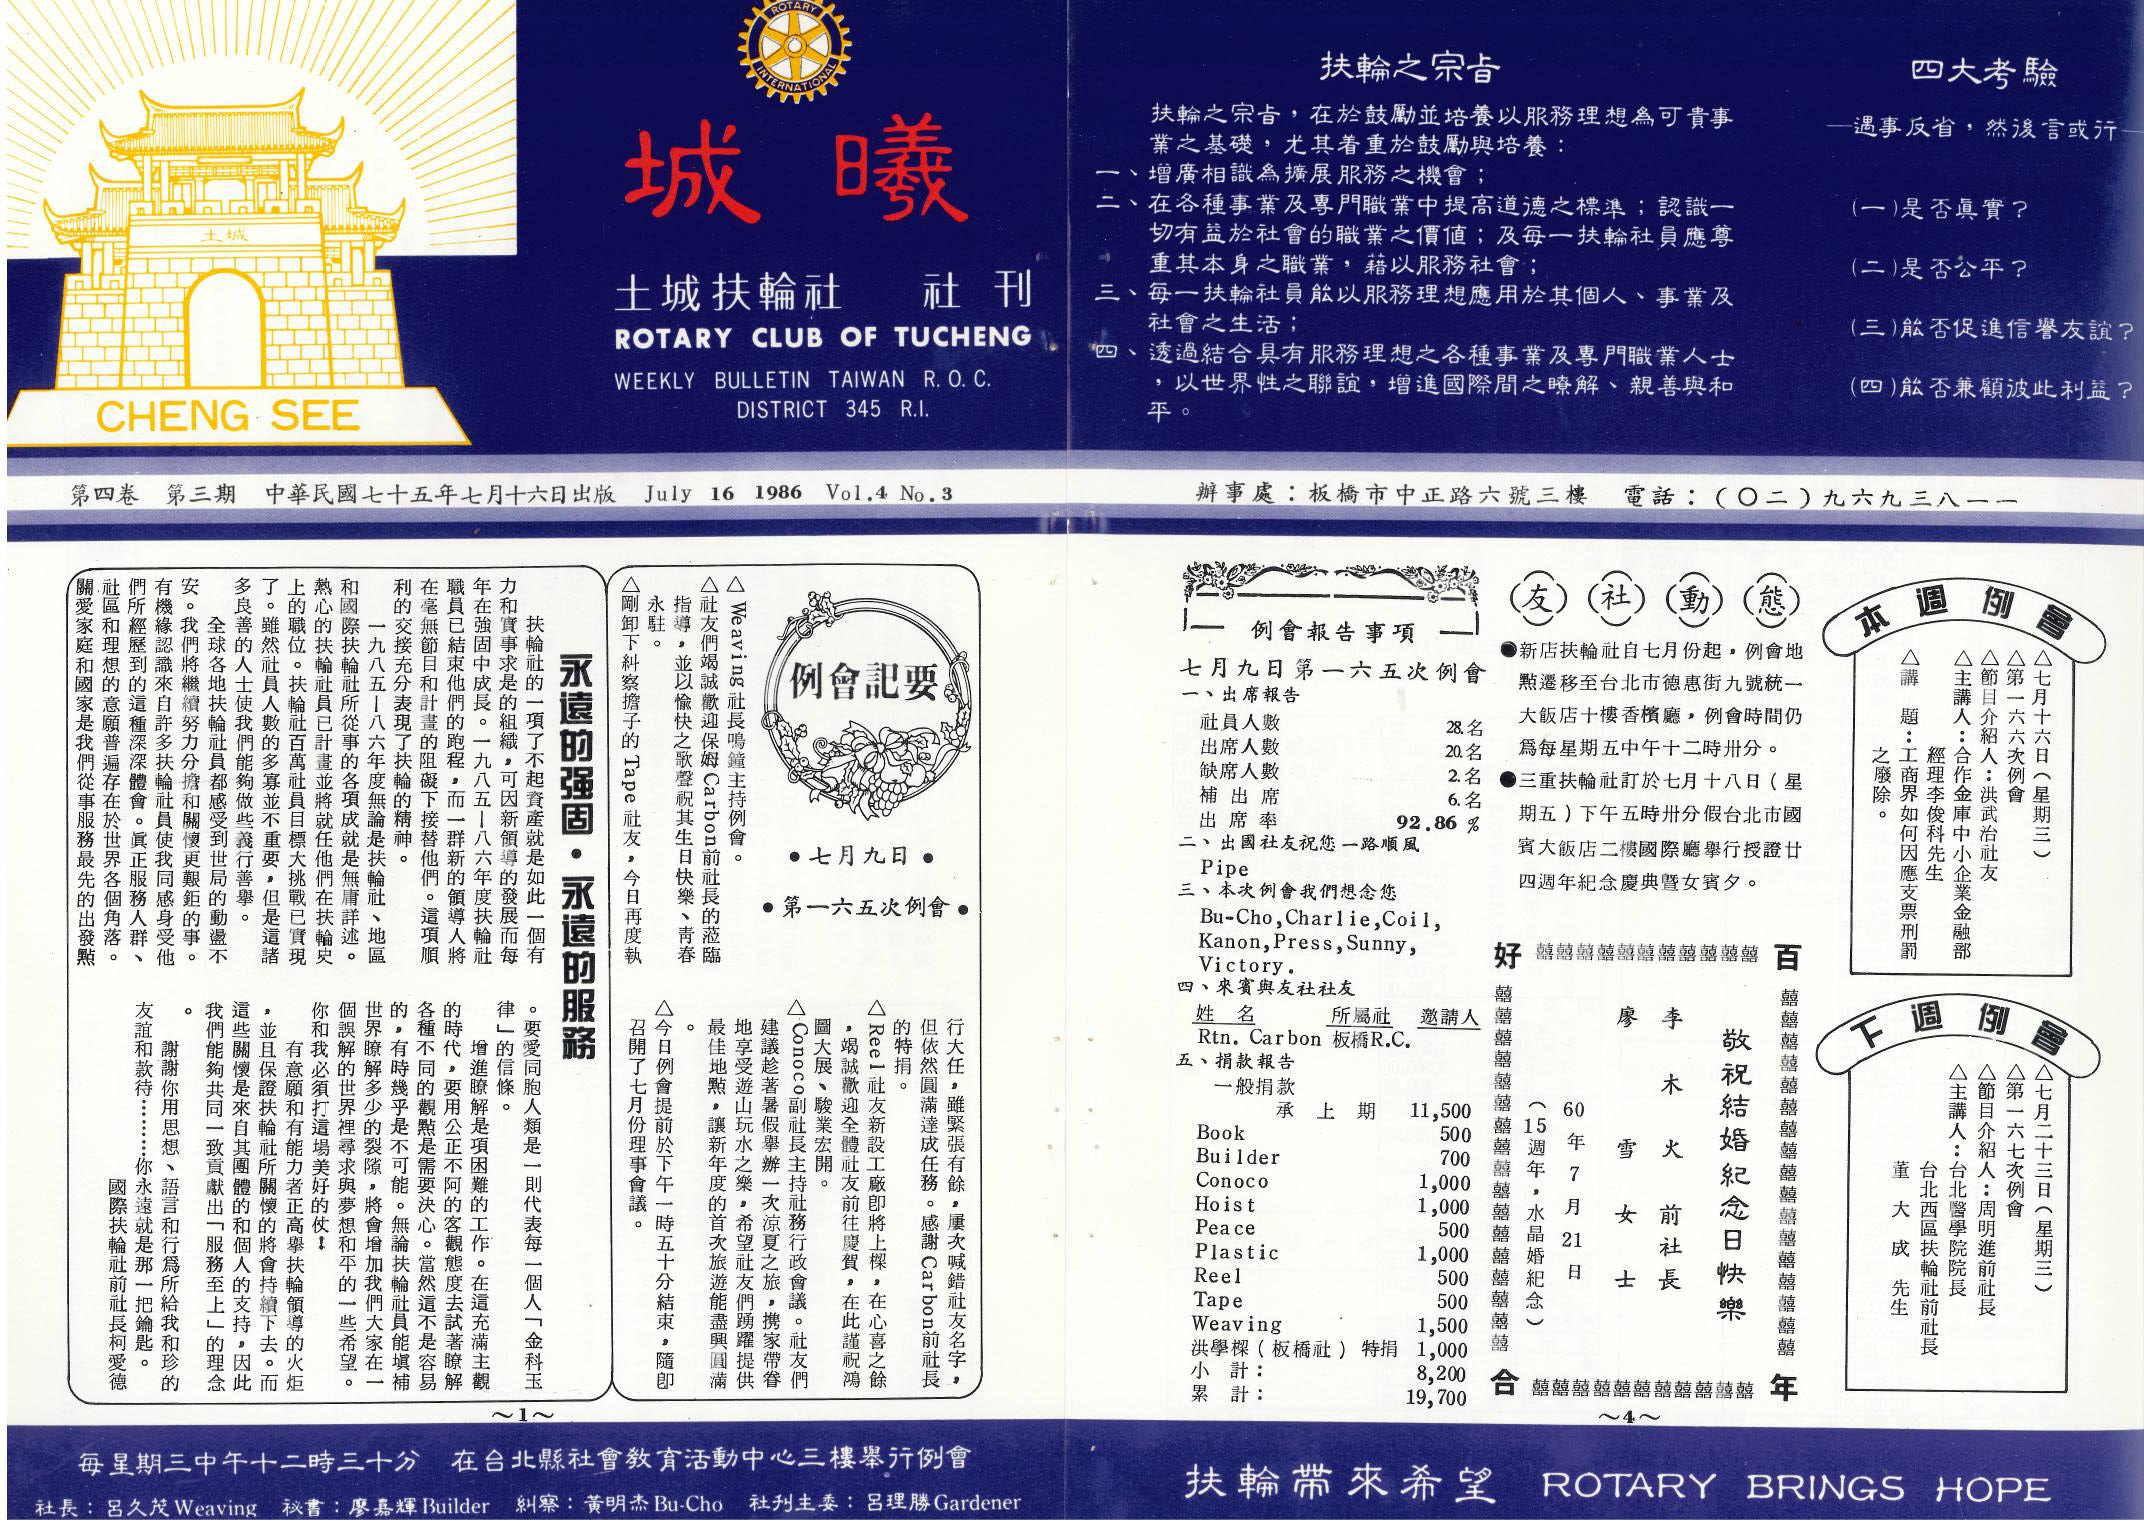 ROTARY
INTERNATIONAL
土城
CHENG SEE
城曦
土城扶輪社 社刊
ROTARY CLUB OF TUCHENG
WEEKLY BULLETIN TAIWAN R.O.C.
DISTRICT 345 R.I.
扶輪之宗旨
扶輪之宗旨，在於鼓勵並培養以服務理想為可貴事
業之基礎，尤其着重於鼓勵與培養：
一、增廣相識為擴展服務之機會；
二、在各種事業及專門職業中提高道德之標準；認識一
切有益於社會的職業之價值；及每一扶輪社員應尊
重其本身之職業，藉以服務社會；
三、每一扶輪社員能以服務理想應用於其個人、事業及
社會之生活；
四、透過結合具有服務理想之各種事業及專門職業人士
，以世界性之聯誼，增進國際間之瞭解、親善與和
平。
四大考驗
—遇事反省，然後言或行—
(一)是否眞實？
(二)是否公平？
(三)能否促進信譽友誼？
(四)能否兼顧彼此利益？
第四卷 第三期 中華民國七十五年七月十六日出版 July 16 1986 Vol.4 No.3
辦事處：板橋市中正路六號三樓 電話：(〇二)九六九三八一一
例會記要
●七月九日●
●第一六五次例會●
△Weaving社長鳴鐘主持例會。
△社友們竭誠歡迎保姆Carbon前社長的蒞臨
指導，並以愉快之歌聲祝其生日快樂、青春
永駐。
△剛卸下糾察擔子的Tape社友，今日再度執
行大任，雖緊張有餘，屢次喊錯社友名字，
但依然圓滿達成任務。感謝Carbon前社長
的特捐。
△Reel社友新設工廠卽將上樑，在心喜之餘
，竭誠歡迎全體社友前往慶賀，在此謹祝鴻
圖大展、駿業宏開。
△Conoco副社長主持社務行政會議。社友們
建議趁著暑假舉辦一次涼夏之旅，携家帶眷
地享受遊山玩水之樂，希望社友們踴躍提供
最佳地點，讓新年度的首次旅遊能盡興圓滿
。
△今日例會提前於下午一時五十分結束，隨卽
召開了七月份理事會議。
永遠的强固・永遠的服務
扶輪社的一項了不起資產就是如此一個有
力和實事求是的組織，可因新領導的發展而每
年在強固中成長。一九八五—八六年度扶輪社
職員已結束他們的跑程，而一群新的領導人將
在毫無節目和計畫的阻礙下接替他們。這項順
利的交接充分表現了扶輪的精神。
一九八五—八六年度無論是扶輪社、地區
和國際扶輪社所從事的各項成就是無庸詳述。
熱心的扶輪社員已計畫並將就任他們在扶輪史
上的職位。扶輪社百萬社員目標大挑戰已實現
了。雖然社員人數的多寡並不重要，但是這諸
多良善的人士使我們能夠做些義行善舉。
全球各地扶輪社員都感受到世局的動盪不
安。我們將繼續努力分擔和關懷更艱鉅的事。
有機緣認識來自許多扶輪社員使我同感身受他
們所經歷到的這種深深體會。眞正服務人群、
社區和理想的意願普遍存在於世界各個角落。
關愛家庭和國家是我們從事服務最先的出發點
。要愛同胞人類是一則代表每一個人「金科玉
律」的信條。
增進瞭解是項困難的工作。在這充滿主觀
的時代，要用公正不阿的客觀態度去試著瞭解
各種不同的觀點是需要決心。當然這不是容易
的，有時幾乎是不可能。無論扶輪社員能塡補
世界瞭解多少的裂隙，將會增加我們大家在一
個誤解的世界裡尋求與夢想和平的一些希望。
你和我必須打這場美好的仗！
有意願和有能力者正高舉扶輪領導的火炬
，並且保證扶輪社所關懷的將會持續下去。而
這些關懷是來自其團體的和個人的支持，因此
我們能夠共同一致貢獻出「服務至上」的理念
。
謝謝你用思想、語言和行爲所給我和珍的
友誼和款待………你永遠就是那一把鑰匙。
國際扶輪社前社長柯愛德
～1～
例會報告事項
七月九日第一六五次例會
一、出席報告
社員人數 28.名
出席人數 20.名
缺席人數 2.名
補出席 6.名
出席率 92.86 %
二、出國社友祝您一路順風
Pipe
三、本次例會我們想念您
Bu-Cho,Charlie,Coil,
Kanon,Press,Sunny,
Victory.
四、來賓與友社社友
姓名 所屬社 邀請人
Rtn. Carbon 板橋R.C.
五、捐款報告
一般捐款
承上期 11,500
Book 500
Builder 700
Conoco 1,000
Hoist 1,000
Peace 500
Plastic 1,000
Reel 500
Tape 500
Weaving 1,500
洪學樑(板橋社)特捐 1,000
小計： 8,200
累計： 19,700
友社動態
●新店扶輪社自七月份起，例會地
點遷移至台北市德惠街九號統一
大飯店十樓香檳廳，例會時間仍
爲每星期五中午十二時卅分。
●三重扶輪社訂於七月十八日(星
期五)下午五時卅分假台北市國
賓大飯店二樓國際廳舉行授證廿
四週年紀念慶典暨女賓夕。
百年好合
敬祝結婚紀念日快樂
李木火前社長
廖雪女士
60年7月21日
(15週年，水晶婚紀念)
～4～
本週例會
△七月十六日(星期三)
第一六六次例會
△節目介紹人：洪武治社友
△主講人：合作金庫中小企業金融部
經理李俊科先生
△講題：工商界如何因應支票刑罰
之廢除。
下週例會
△七月二十三日(星期三)
第一六七次例會
△節目介紹人：周明進前社長
△主講人：台北醫學院院長
台北西區扶輪社前社長
董大成先生
每星期三中午十二時三十分 在台北縣社會教育活動中心三樓舉行例會
社長：呂久茂Weaving 祕書：廖嘉輝Builder 糾察：黃明杰Bu-Cho 社刋主委：呂理勝Gardener
扶輪帶來希望 ROTARY BRINGS HOPE